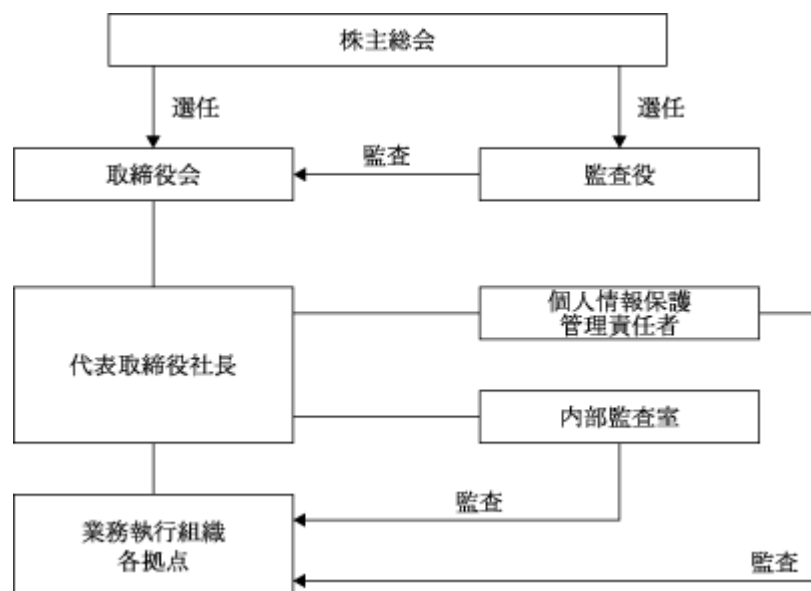 株主総会
選任
選任
取締役会
監査
監査役
個人情報保護
管理責任者
代表取締役社長
内部監査室
監査
業務執行組織
各拠点
監査